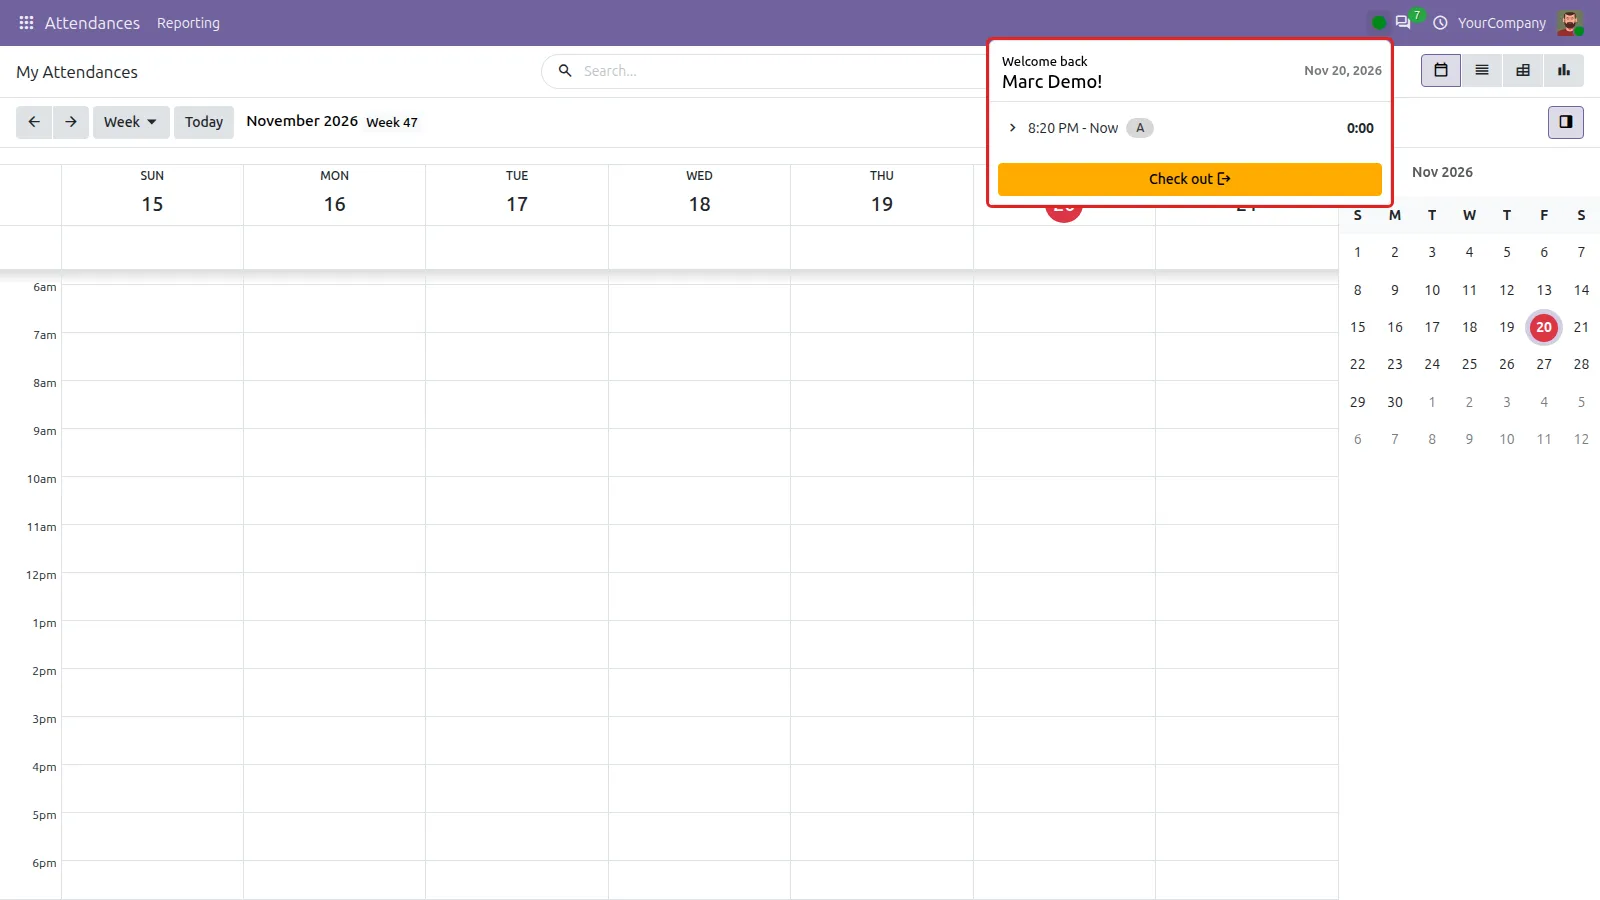 Attendances Reporting 7 YourCompany
My Attendances Search...
Welcome back
Marc Demo!
Nov 20, 2026
8:20 PM - Now A 0:00
Check out
Week Today November 2026 Week 47
SUN MON TUE WED THU
15 16 17 18 19
6am
7am
8am
9am
10am
11am
12pm
1pm
2pm
3pm
4pm
5pm
6pm
Nov 2026
S M T W T F S
1 2 3 4 5 6 7
8 9 10 11 12 13 14
15 16 17 18 19 20 21
22 23 24 25 26 27 28
29 30 1 2 3 4 5
6 7 8 9 10 11 12